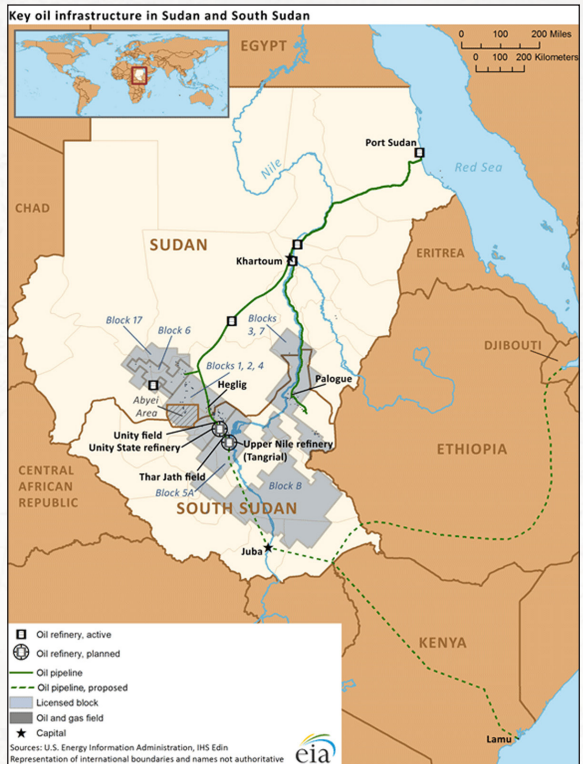 Key oil infrastructure in Sudan and South Sudan
0 100 200 Miles
0 100 200 Kilometers
EGYPT
Port Sudan
Red Sea
Nile
CHAD
SUDAN
ERITREA
Khartoum
Block 17
Block 6
Blocks
3, 7
DJIBOUTI
Blocks 1, 2, 4
Heglig
Palogue
Abyei
Area
Unity field
Unity State refinery
Upper Nile refinery
(Tangrial)
ETHIOPIA
CENTRAL
AFRICAN
REPUBLIC
Thar Jath field
Block 5A
Block B
SOUTH SUDAN
Juba
KENYA
Lamu
Oil refinery, active
Oil refinery, planned
Oil pipeline
Oil pipeline, proposed
Licensed block
Oil and gas field
Capital
Sources: U.S. Energy Information Administration, IHS Edin
Representation of international boundaries and names not authoritative
eia